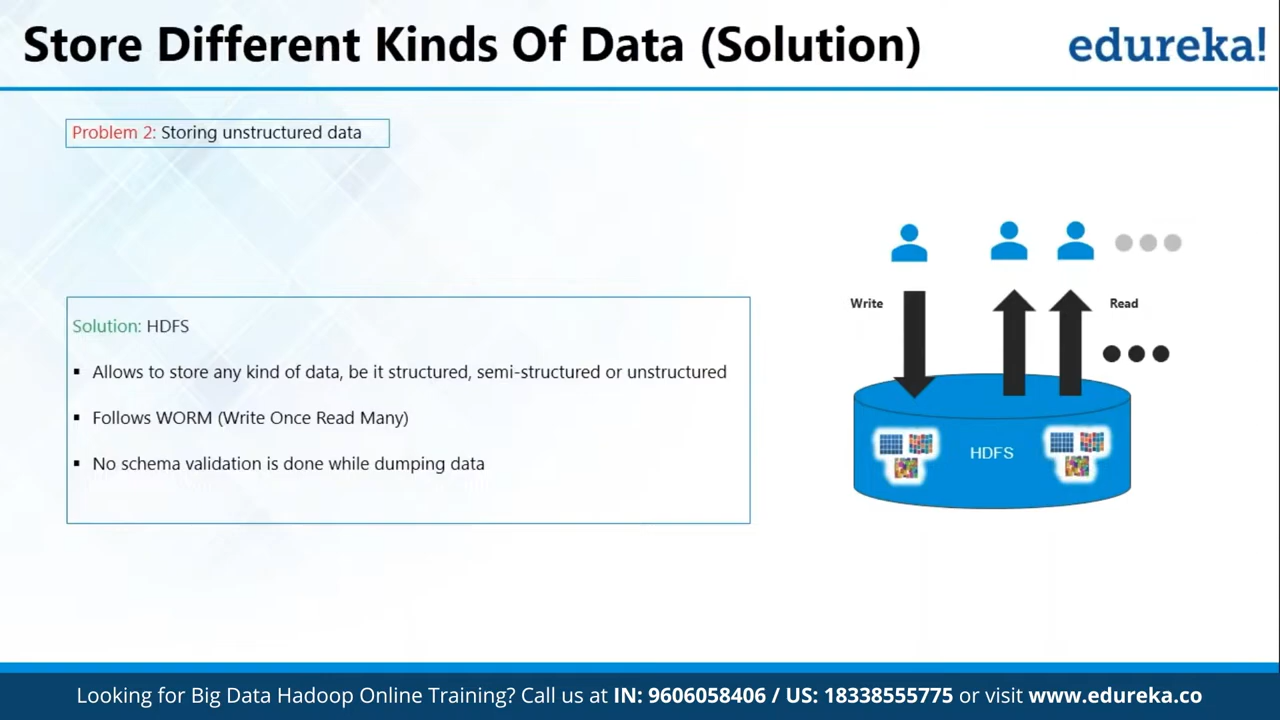 Store Different Kinds Of Data (Solution)
edureka!
Problem 2: Storing unstructured data
Solution: HDFS
▪ Allows to store any kind of data, be it structured, semi-structured or unstructured
▪ Follows WORM (Write Once Read Many)
▪ No schema validation is done while dumping data
Write
Read
HDFS
Looking for Big Data Hadoop Online Training? Call us at IN: 9606058406 / US: 18338555775 or visit www.edureka.co